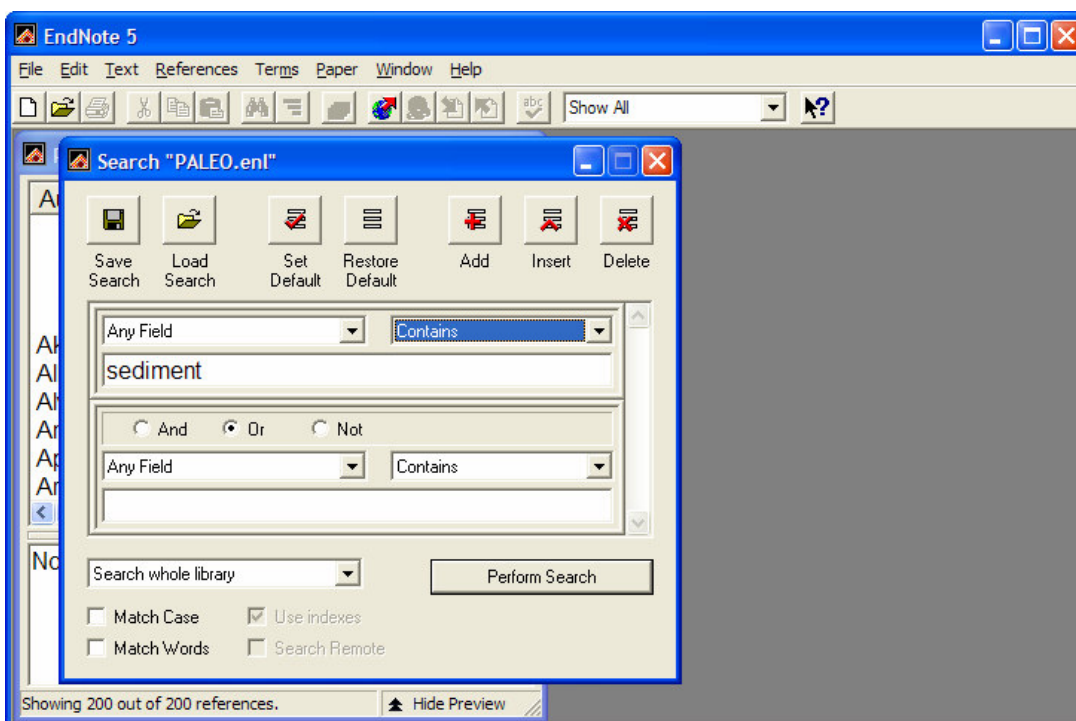 EndNote 5
File Edit Text References Terms Paper Window Help
Show All
Search "PALEO.enl"
Save Search
Load Search
Set Default
Restore Default
Add
Insert
Delete
Any Field
Contains
sediment
And
Or
Not
Any Field
Contains
Search whole library
Perform Search
Match Case
Use indexes
Match Words
Search Remote
Showing 200 out of 200 references.
Hide Preview